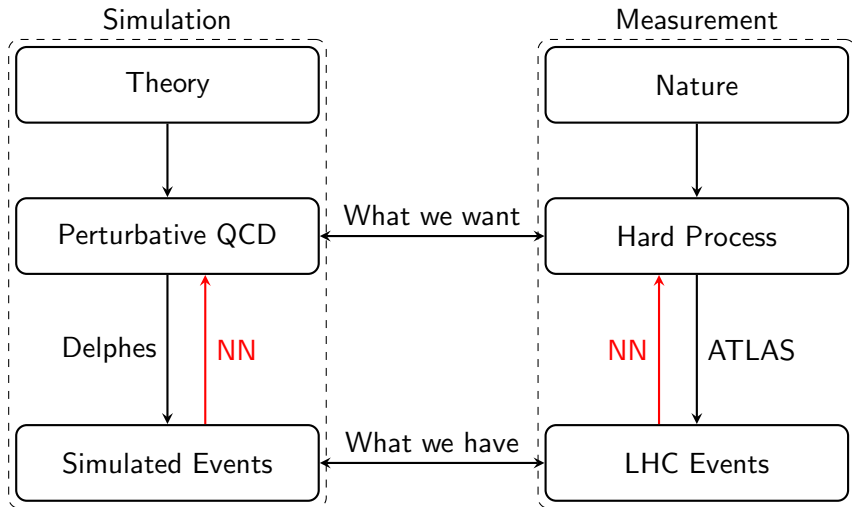 Simulation
Measurement
Theory
Nature
What we want
Perturbative QCD
Hard Process
Delphes
NN
NN
ATLAS
What we have
Simulated Events
LHC Events